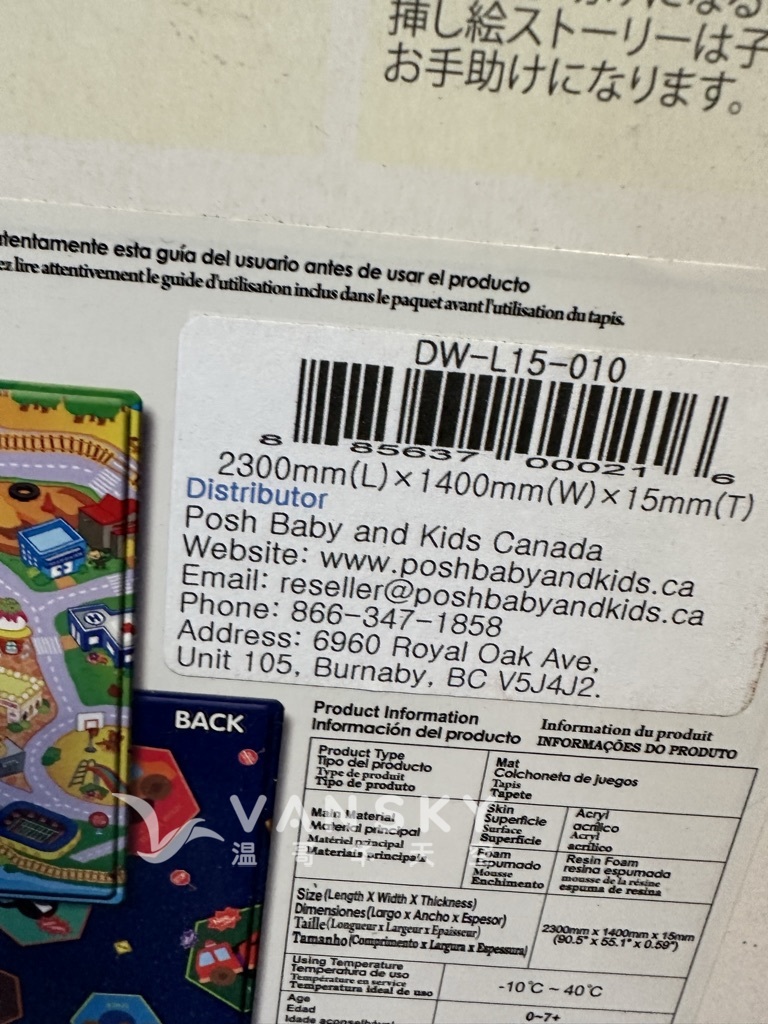 挿し絵ストーリーは子
お手助けになります。
atentamente esta guía del usuario antes de usar el producto
ez lire attentivement le guide d'utilisation inclus dans le paquet avant l'utilisation du tapis.
DW-L15-010
8 85637 00021 6
2300mm(L)×1400mm(W)×15mm(T)
Distributor
Posh Baby and Kids Canada
Website: www.poshbabyandkids.ca
Email: reseller@poshbabyandkids.ca
Phone: 866-347-1858
Address: 6960 Royal Oak Ave,
Unit 105, Burnaby, BC V5J4J2.
BACK
Product Information
Información del producto
Information du produit
INFORMAÇÕES DO PRODUTO
Product Type
Tipo del producto
Type de produit
Tipo de produto
Mat
Colchoneta de juegos
Tapis
Tapete
Main Material
Material principal
Matériel principal
Materiais principais
Skin
Superficie
Surface
Superfície
Acryl
acrílico
Acryl
acrílico
Foam
Espumado
Mousse
Enchimento
Resin Foam
resina espumada
mousse de la résine
espuma de resina
VANSKY
温哥华天空
Size(Length X Width X Thickness)
Dimensiones(Largo x Ancho x Espesor)
Taille(Longueur x Largeur x Epaisseur)
Tamanho(Comprimento x Largura x Espessura)
2300mm x 1400mm x 15mm
(90.5" x 55.1" x 0.59")
Using Temperature
Temperatura de uso
Température en service
Temperatura ideal de uso
-10℃ ~ 40℃
Age
Edad
0~7+